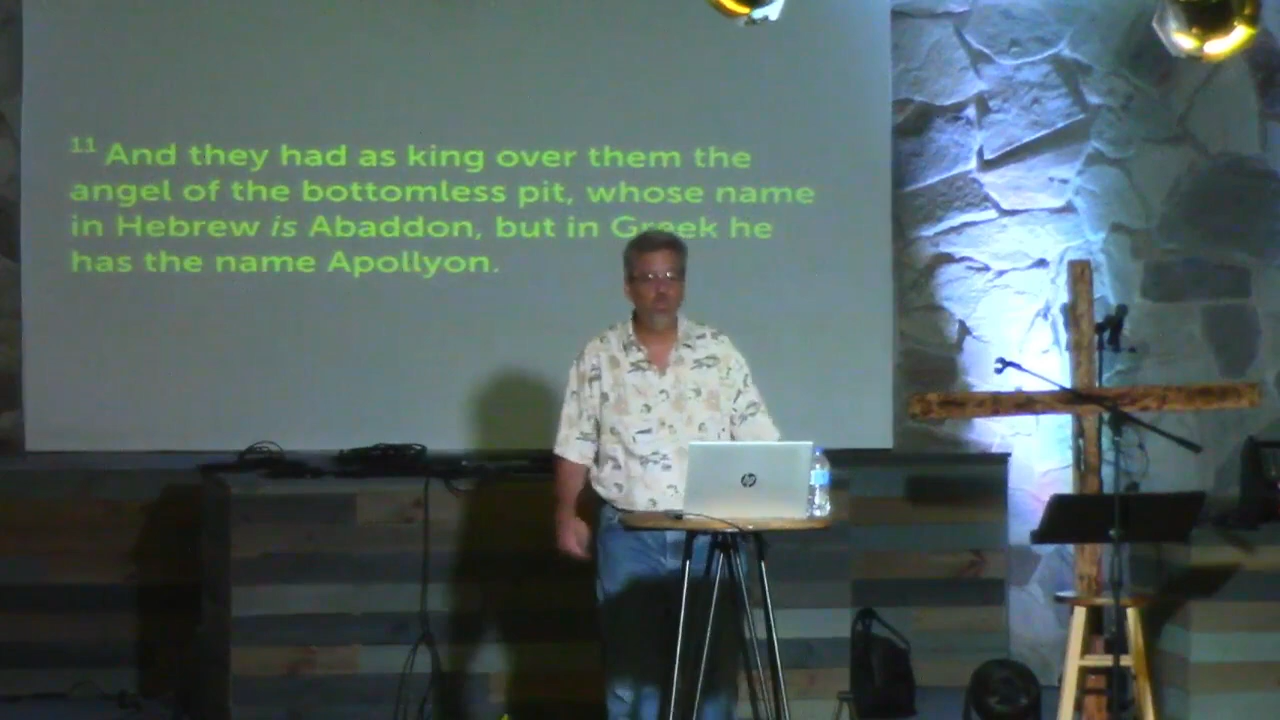 11 And they had as king over them the
angel of the bottomless pit, whose name
in Hebrew is Abaddon, but in Greek he
has the name Apollyon.
hp